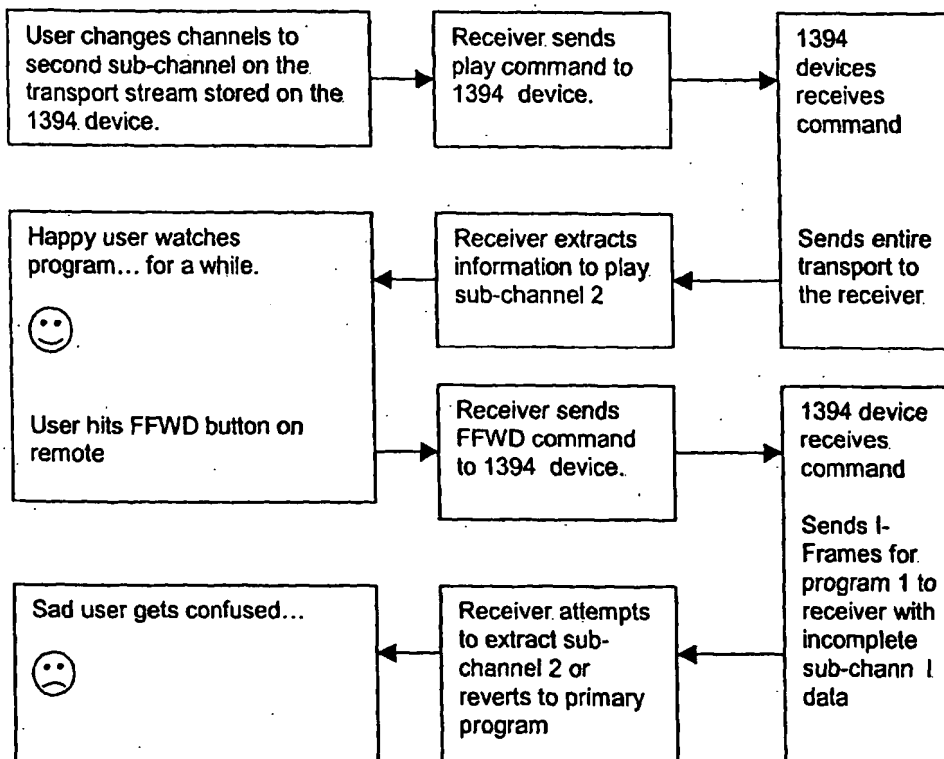 User changes channels to
second sub-channel on the
transport stream stored on the
1394 device.
Receiver sends
play command to
1394 device.
1394
devices
receives
command
Sends entire
transport to
the receiver.
Receiver extracts
information to play
sub-channel 2
Happy user watches
program... for a while.
User hits FFWD button on
remote
Receiver sends
FFWD command
to 1394 device.
1394 device
receives
command
Sends I-
Frames for
program 1 to
receiver with
incomplete
sub-chann l
data
Receiver attempts
to extract sub-
channel 2 or
reverts to primary
program
Sad user gets confused...